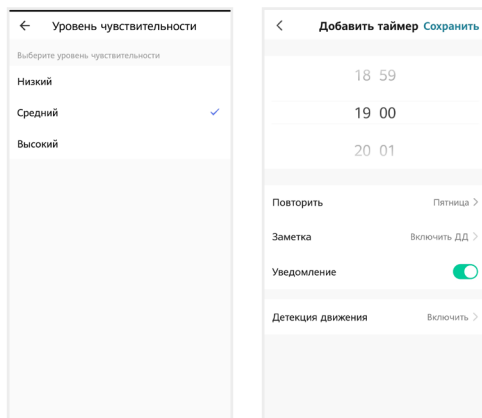 Уровень чувствительности
Выберите уровень чувствительности
Низкий
Средний
Высокий
Добавить таймер Сохранить
18 59
19 00
20 01
Повторить Пятница
Заметка Включить ДД
Уведомление
Детекция движения Включить